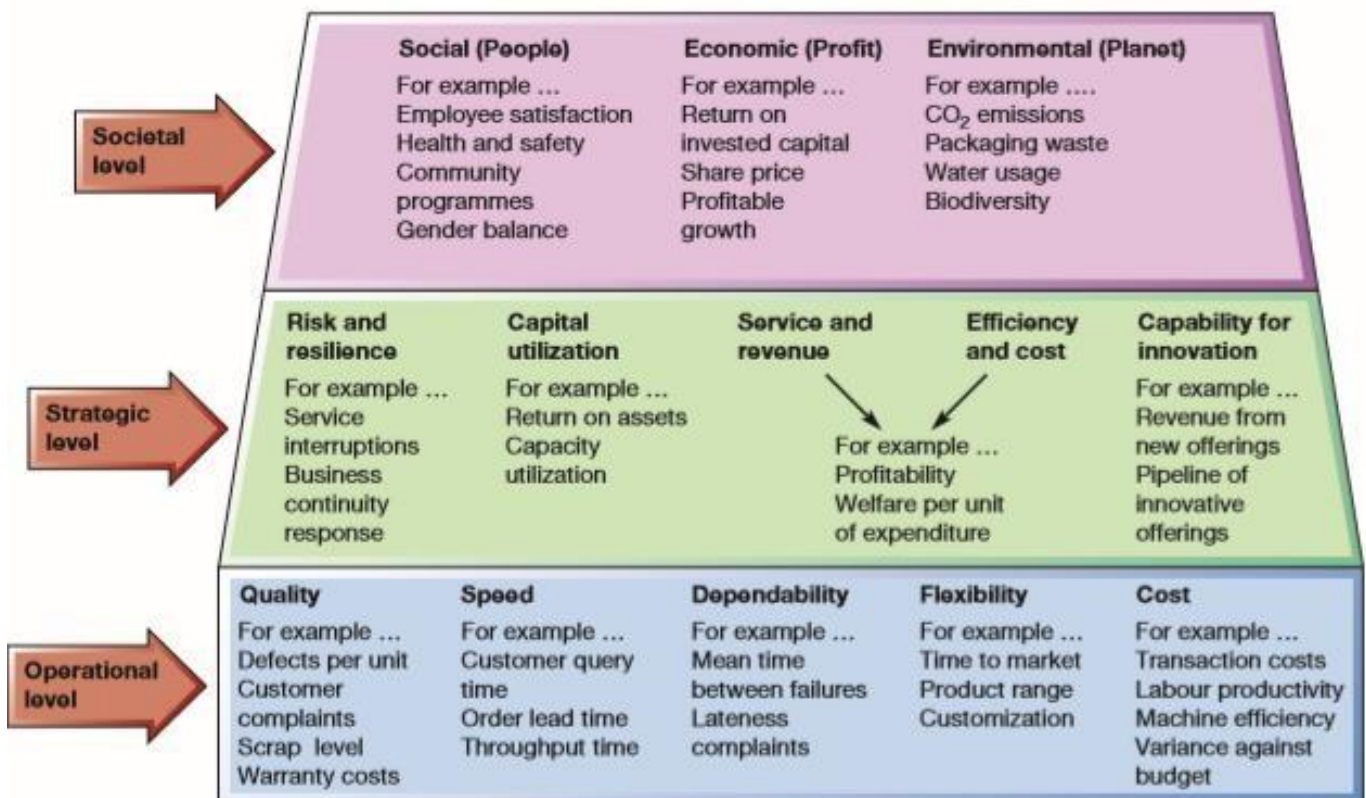 Societal
level
Social (People)
For example ...
Employee satisfaction
Health and safety
Community
programmes
Gender balance
Economic (Profit)
For example ...
Return on
invested capital
Share price
Profitable
growth
Environmental (Planet)
For example ....
CO₂ emissions
Packaging waste
Water usage
Biodiversity
Strategic
level
Risk and
resilience
For example ...
Service
interruptions
Business
continuity
response
Capital
utilization
For example ...
Return on assets
Capacity
utilization
Service and
revenue
Efficiency
and cost
For example ...
Profitability
Welfare per unit
of expenditure
Capability for
innovation
For example ...
Revenue from
new offerings
Pipeline of
innovative
offerings
Operational
level
Quality
For example ...
Defects per unit
Customer
complaints
Scrap level
Warranty costs
Speed
For example ...
Customer query
time
Order lead time
Throughput time
Dependability
For example ...
Mean time
between failures
Lateness
complaints
Flexibility
For example ...
Time to market
Product range
Customization
Cost
For example ...
Transaction costs
Labour productivity
Machine efficiency
Variance against
budget